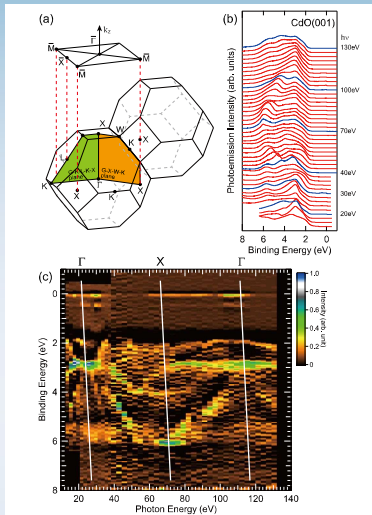 (a)
k_z
Γ̄
M̄
M̄
X̄
M̄
X
W
X
L
K
G-X-W-K
plane
K
X
Γ
X
(b)
CdO(001)
hν
130eV
100eV
70eV
40eV
30eV
20eV
Photoemission Intensity (arb. units)
8 6 4 2 0
Binding Energy (eV)
(c)
Γ X Γ
0
2
4
6
8
Binding Energy (eV)
1.0
0.8
0.6
0.4
0.2
0
Intensity (arb. unit)
20 40 60 80 100 120 140
Photon Energy (eV)